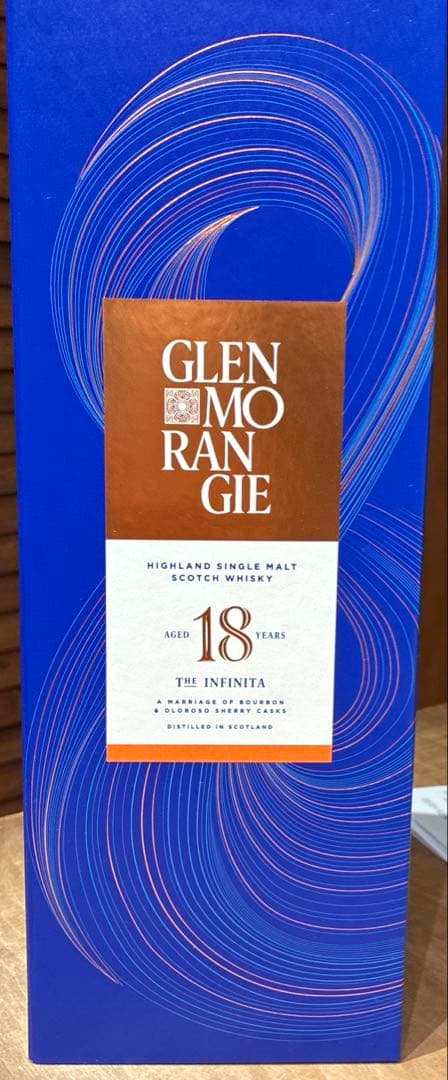 GLEN
MO
RAN
GIE
HIGHLAND SINGLE MALT
SCOTCH WHISKY
AGED 18 YEARS
THE INFINITA
A MARRIAGE OF BOURBON
& OLOROSO SHERRY CASKS
DISTILLED IN SCOTLAND